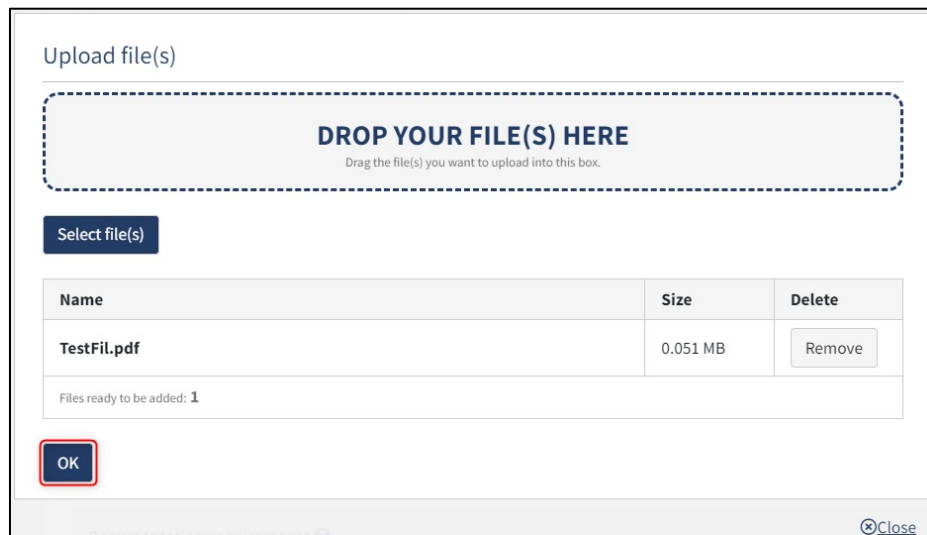 Upload file(s)
DROP YOUR FILE(S) HERE
Drag the file(s) you want to upload into this box.
Select file(s)
Name Size Delete
TestFil.pdf 0.051 MB Remove
Files ready to be added: 1
OK
Close